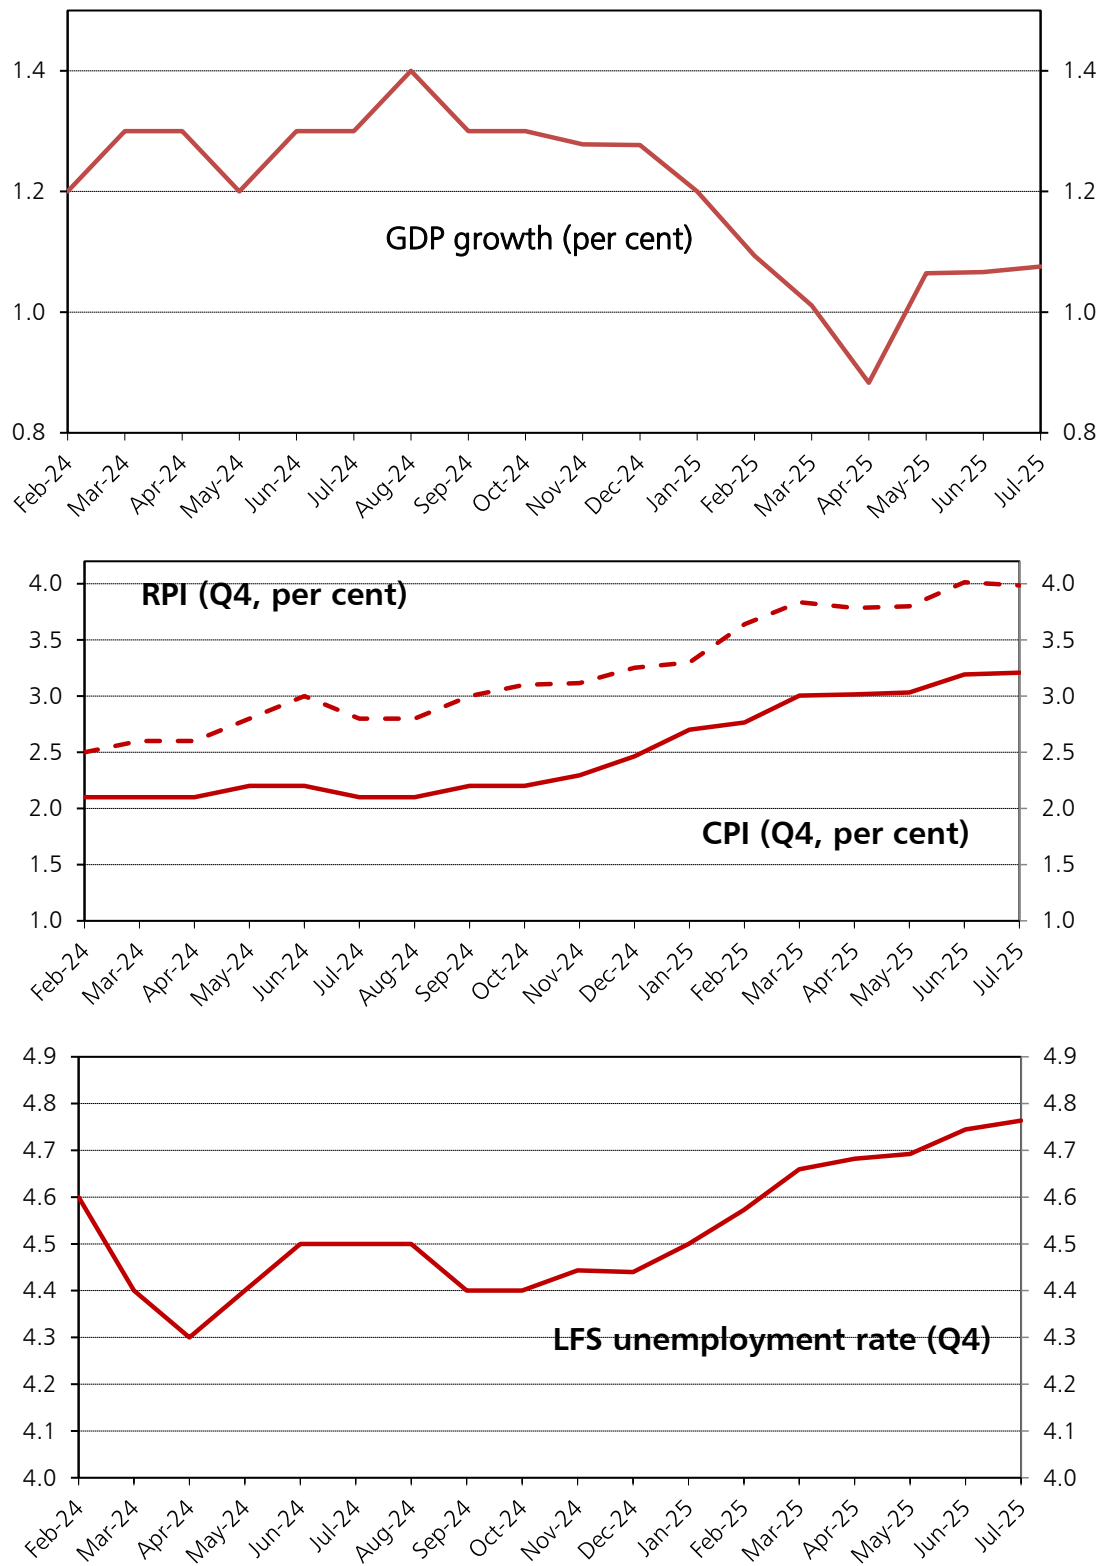 1.4 1.4
1.2 1.2
GDP growth (per cent)
1.0 1.0
0.8 0.8
Feb-24 Mar-24 Apr-24 May-24 Jun-24 Jul-24 Aug-24 Sep-24 Oct-24 Nov-24 Dec-24 Jan-25 Feb-25 Mar-25 Apr-25 May-25 Jun-25 Jul-25
4.0 RPI (Q4, per cent) 4.0
3.5 3.5
3.0 3.0
2.5 2.5
2.0 2.0
CPI (Q4, per cent)
1.5 1.5
1.0 1.0
Feb-24 Mar-24 Apr-24 May-24 Jun-24 Jul-24 Aug-24 Sep-24 Oct-24 Nov-24 Dec-24 Jan-25 Feb-25 Mar-25 Apr-25 May-25 Jun-25 Jul-25
4.9 4.9
4.8 4.8
4.7 4.7
4.6 4.6
4.5 4.5
4.4 4.4
4.3 LFS unemployment rate (Q4) 4.3
4.2 4.2
4.1 4.1
4.0 4.0
Feb-24 Mar-24 Apr-24 May-24 Jun-24 Jul-24 Aug-24 Sep-24 Oct-24 Nov-24 Dec-24 Jan-25 Feb-25 Mar-25 Apr-25 May-25 Jun-25 Jul-25